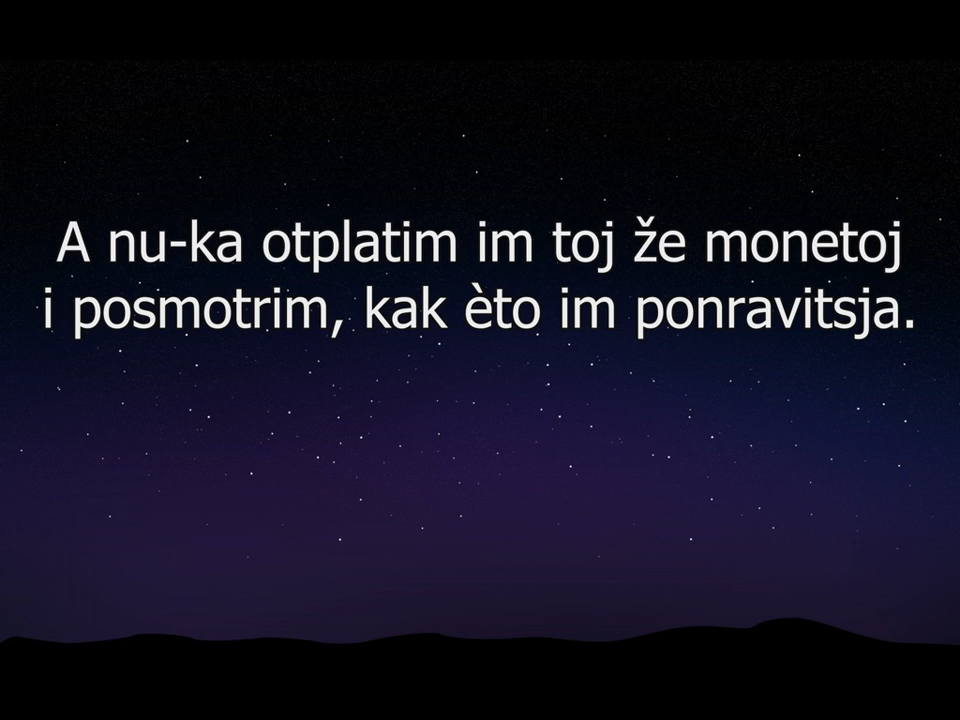 A nu-ka otplatim im toj že monetoj
i posmotrim, kak èto im ponravitsja.